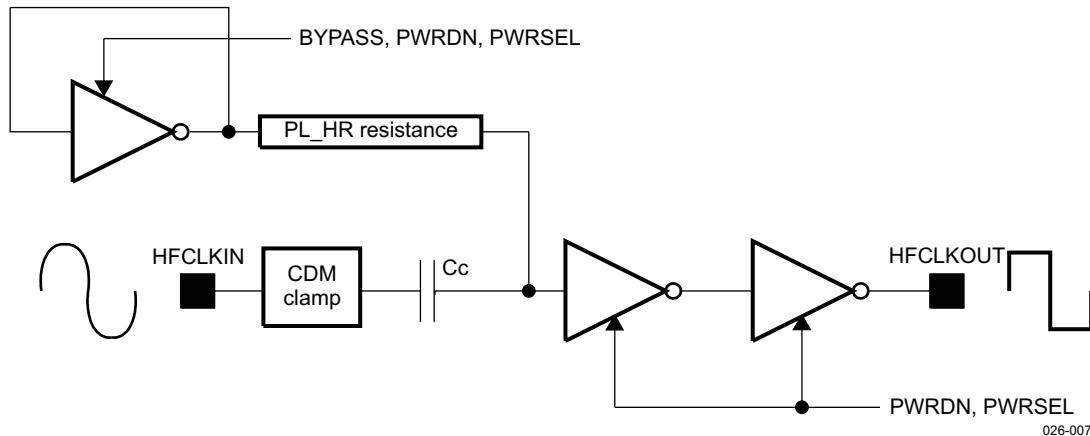 BYPASS, PWRDN, PWRSEL
PL_HR resistance
HFCLKIN
CDM
clamp
Cc
HFCLKOUT
PWRDN, PWRSEL
026-007